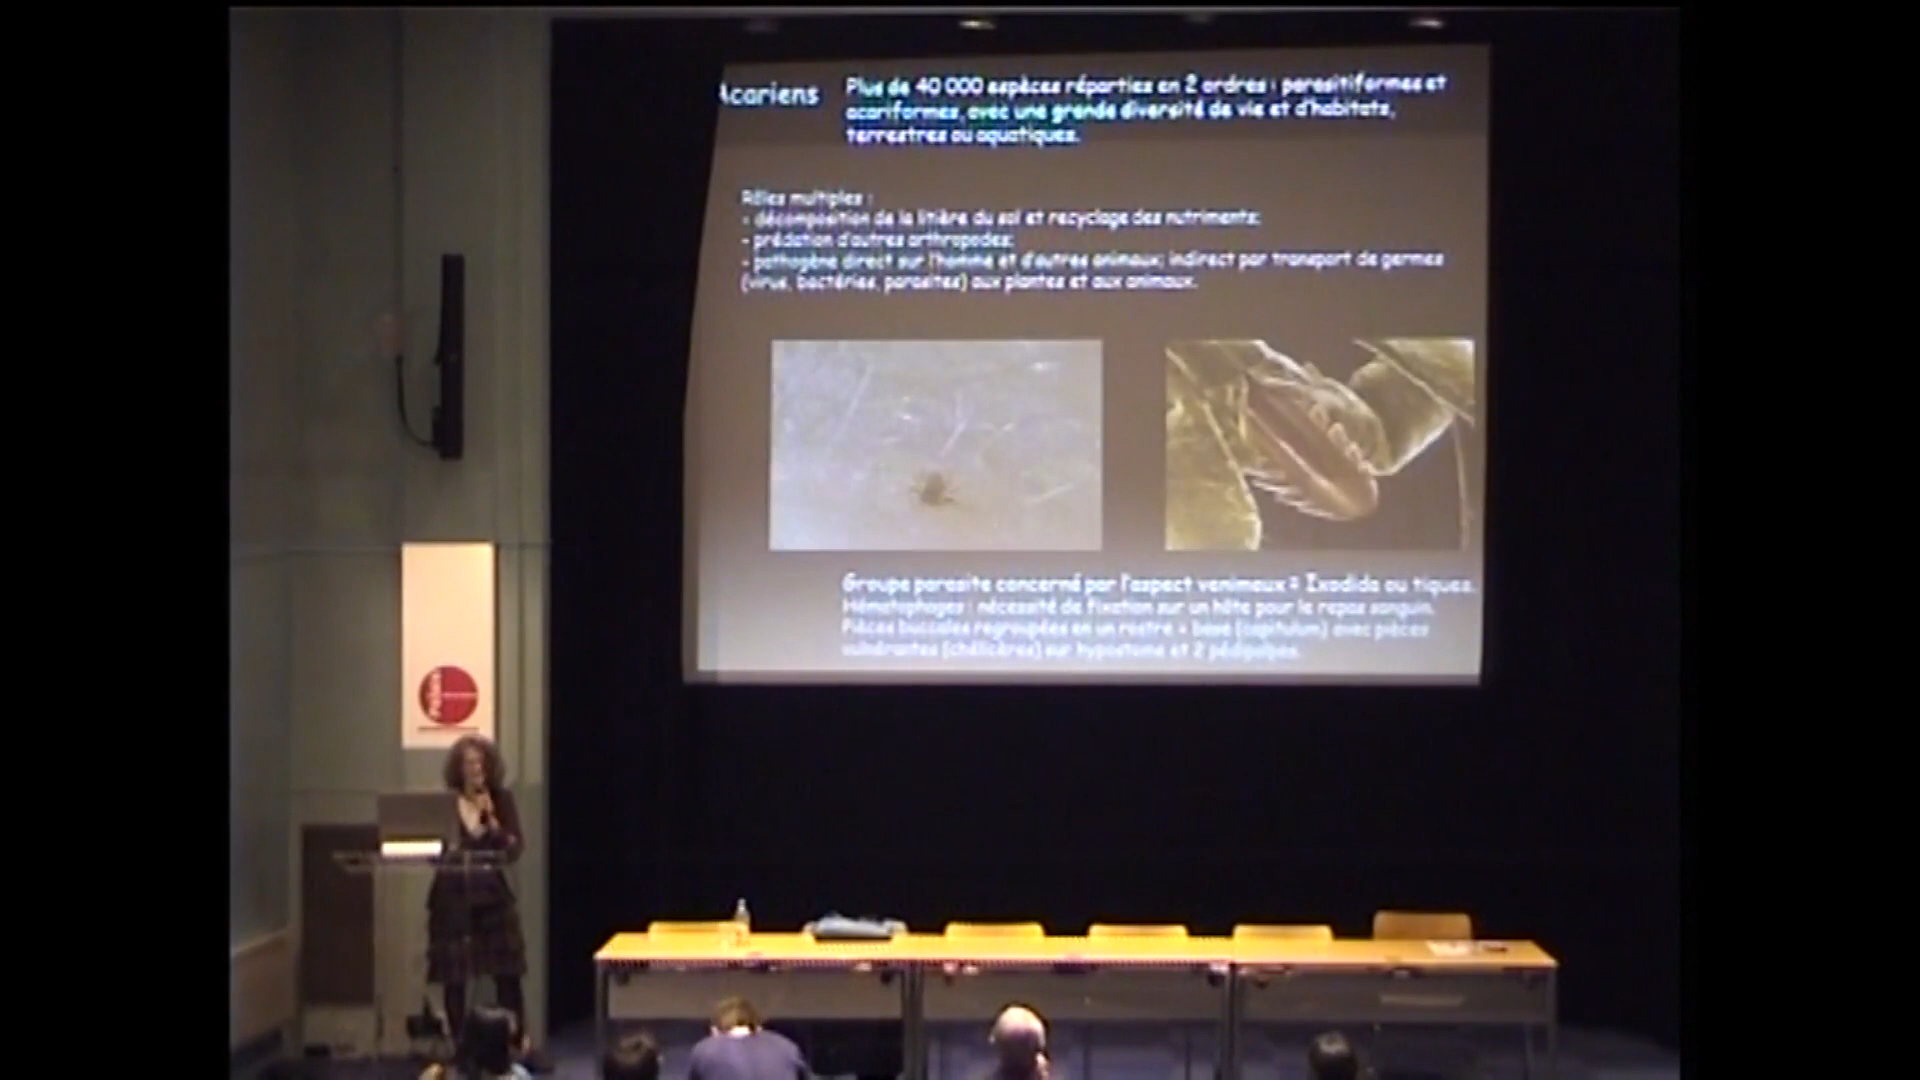 Acariens
Plus de 40 000 espèces réparties en 2 ordres : parasitiformes et
acariformes, avec une grande diversité de vie et d'habitats,
terrestres ou aquatiques.
Rôles multiples :
- décomposition de la litière du sol et recyclage des nutriments;
- prédation d'autres arthropodes;
- pathogène direct sur l'homme et d'autres animaux; indirect par transport de germes
(virus, bactéries, parasites) aux plantes et aux animaux.
Groupe parasite concerné par l'aspect venimeux = Ixodida ou tiques.
Hématophages : nécessité de fixation sur un hôte pour le repas sanguin.
Pièces buccales regroupées en un rostre + base (capitulum) avec pièces
vulnérantes (chélicères) sur hypostome et 2 pédipalpes.